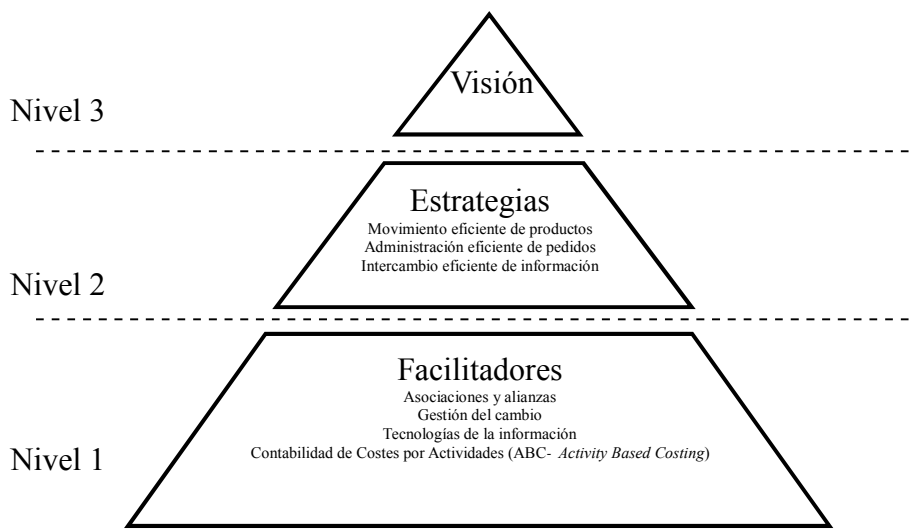 Visión
Nivel 3
Estrategias
Movimiento eficiente de productos
Administración eficiente de pedidos
Intercambio eficiente de información
Nivel 2
Facilitadores
Asociaciones y alianzas
Gestión del cambio
Tecnologías de la información
Contabilidad de Costes por Actividades (ABC- Activity Based Costing)
Nivel 1